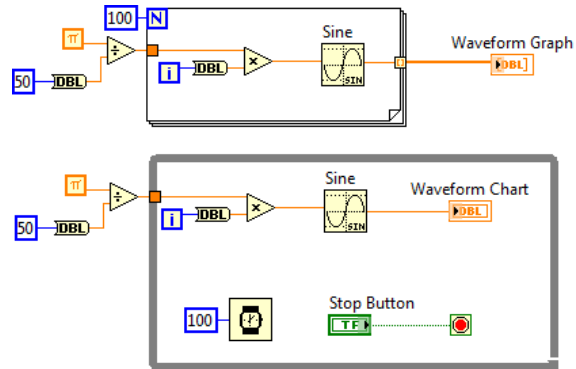 100 N
π
Sine
Waveform Graph
÷
50 DBL
i DBL
×
SIN
DBL
π
Sine
Waveform Chart
÷
50 DBL
i DBL
×
SIN
DBL
Stop Button
100
TF